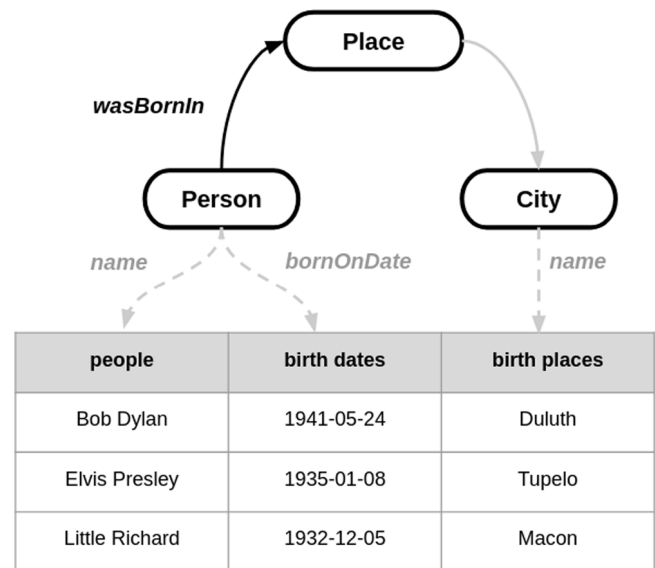 Place
wasBornIn
Person
City
name
bornOnDate
name
people birth dates birth places
Bob Dylan 1941-05-24 Duluth
Elvis Presley 1935-01-08 Tupelo
Little Richard 1932-12-05 Macon